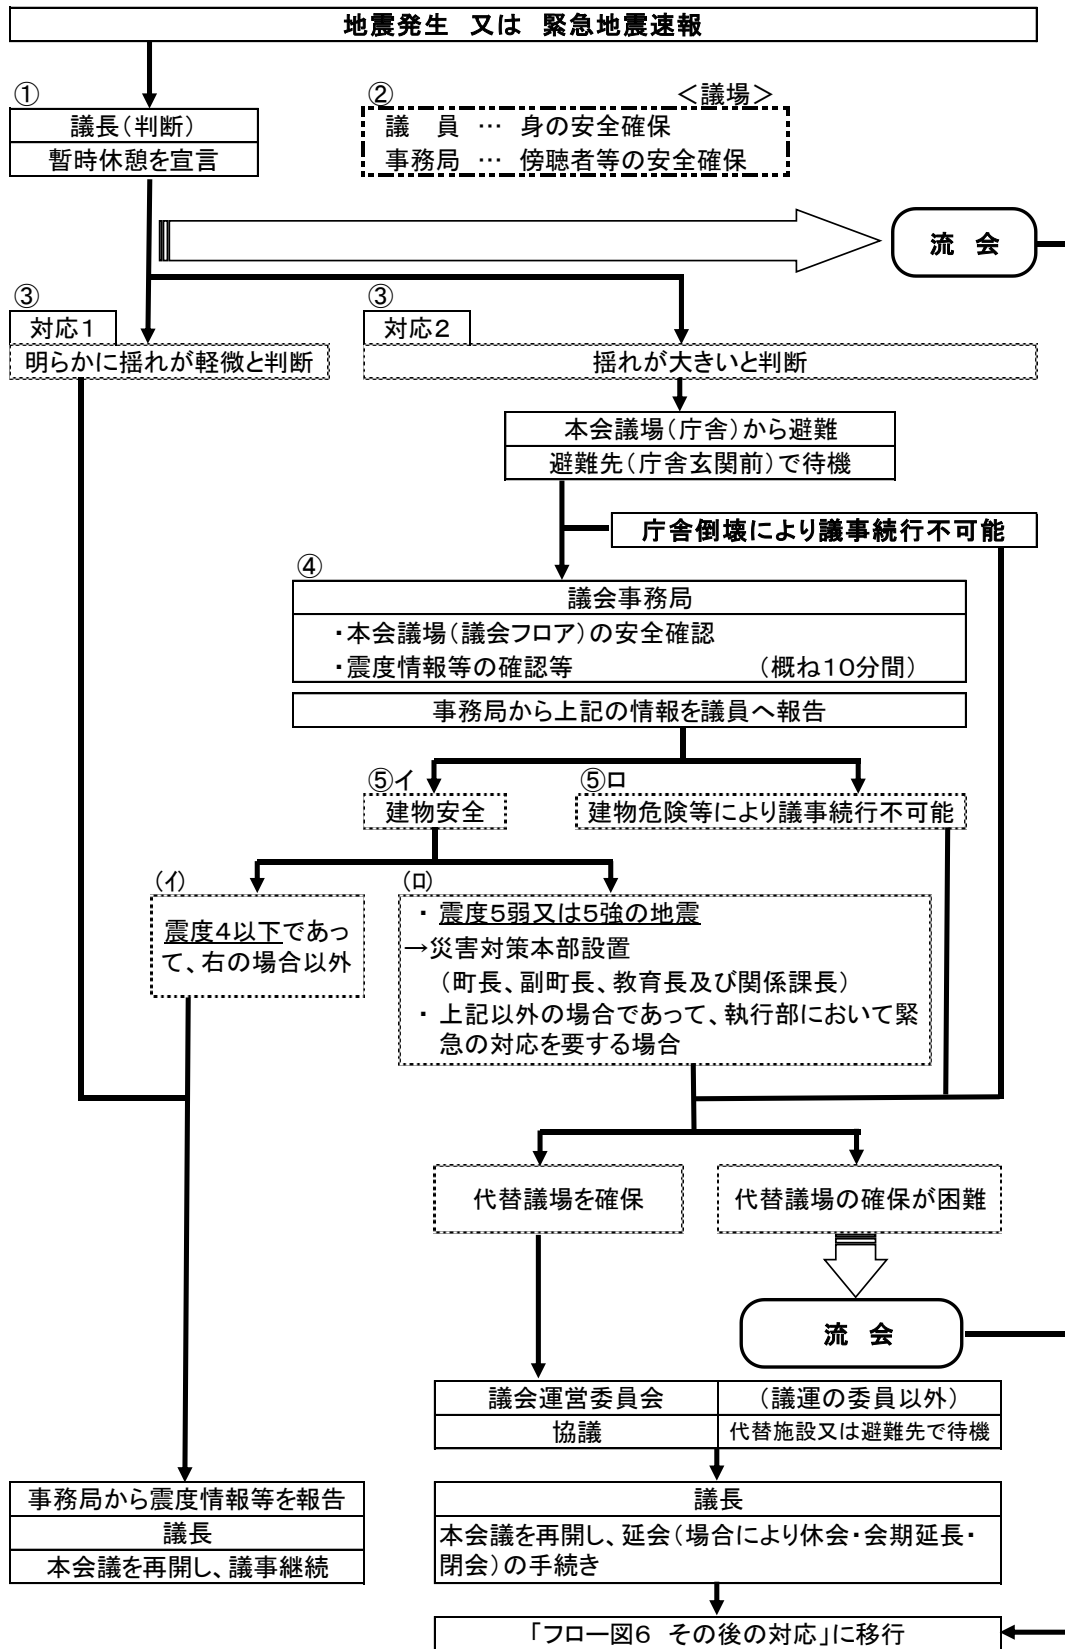 地震発生 又は 緊急地震速報
①
議長(判断)
暫時休憩を宣言
② <議場>
議 員 … 身の安全確保
事務局 … 傍聴者等の安全確保
流 会
③
対応1
明らかに揺れが軽微と判断
③
対応2
揺れが大きいと判断
本会議場(庁舎)から避難
避難先(庁舎玄関前)で待機
庁舎倒壊により議事続行不可能
④
議会事務局
・本会議場(議会フロア)の安全確認
・震度情報等の確認等 (概ね10分間)
事務局から上記の情報を議員へ報告
⑤イ
建物安全
⑤ロ
建物危険等により議事続行不可能
(イ)
震度4以下であっ
て、右の場合以外
(ロ)
・ 震度5弱又は5強の地震
→災害対策本部設置
(町長、副町長、教育長及び関係課長)
・ 上記以外の場合であって、執行部において緊
急の対応を要する場合
代替議場を確保
代替議場の確保が困難
流 会
議会運営委員会
協議
(議運の委員以外)
代替施設又は避難先で待機
事務局から震度情報等を報告
議長
本会議を再開し、議事継続
議長
本会議を再開し、延会(場合により休会・会期延長・
閉会)の手続き
「フロー図6 その後の対応」に移行